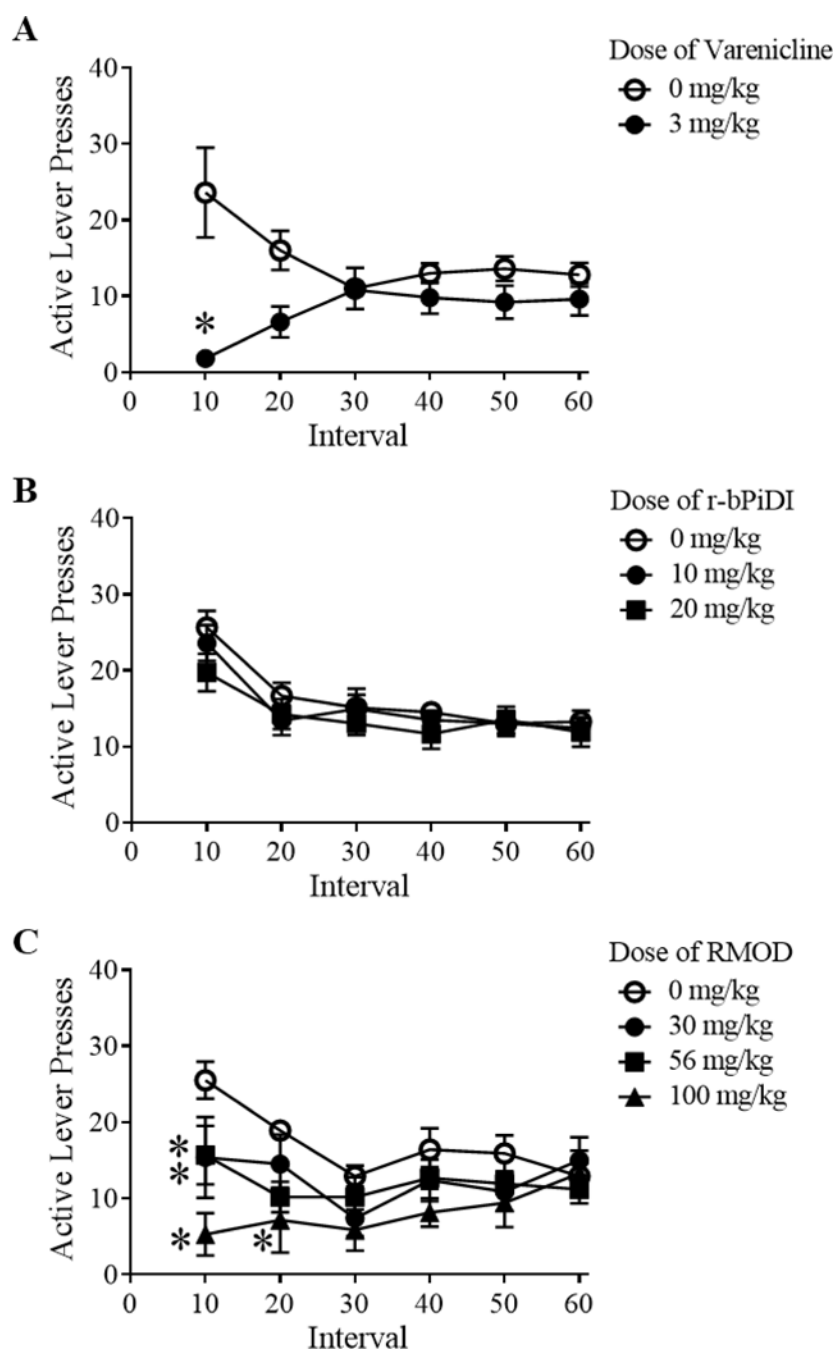 A
Dose of Varenicline
0 mg/kg
3 mg/kg
Active Lever Presses
40
30
20
10
0
*
0 10 20 30 40 50 60
Interval
B
Dose of r-bPiDI
0 mg/kg
10 mg/kg
20 mg/kg
Active Lever Presses
40
30
20
10
0
0 10 20 30 40 50 60
Interval
C
Dose of RMOD
0 mg/kg
30 mg/kg
56 mg/kg
100 mg/kg
Active Lever Presses
40
30
20
10
0
*
*
* *
0 10 20 30 40 50 60
Interval